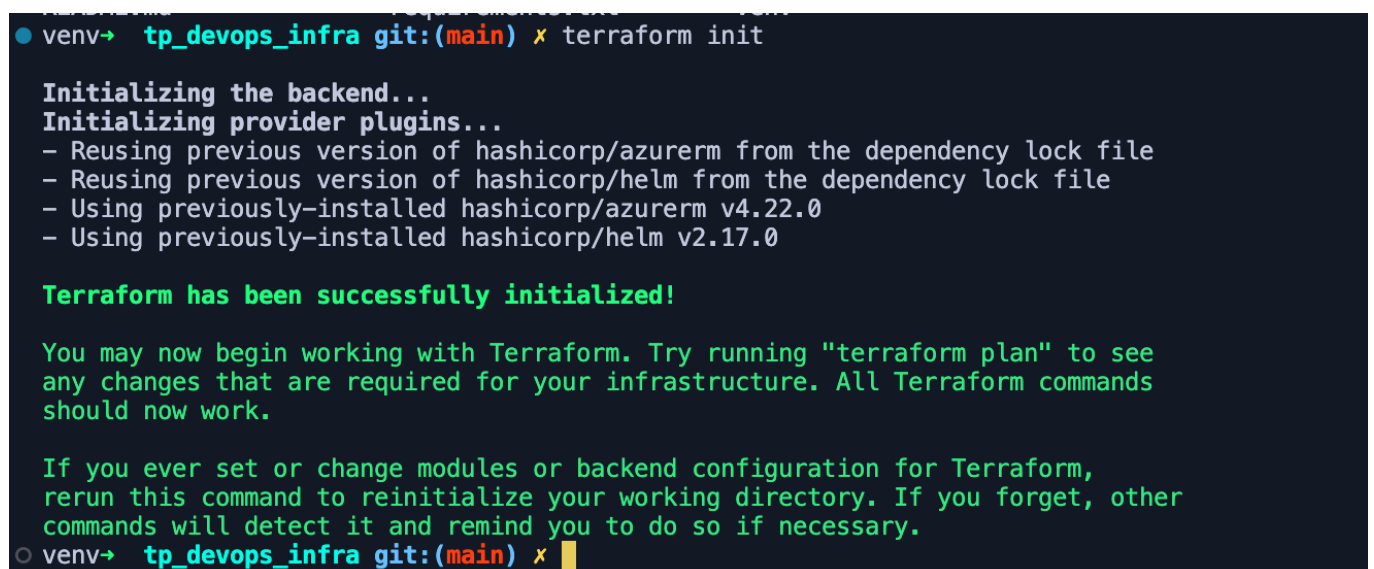 README.md requirements.txt venv
venv→ tp_devops_infra git:(main) ✗ terraform init
Initializing the backend...
Initializing provider plugins...
– Reusing previous version of hashicorp/azurerm from the dependency lock file
– Reusing previous version of hashicorp/helm from the dependency lock file
– Using previously-installed hashicorp/azurerm v4.22.0
– Using previously-installed hashicorp/helm v2.17.0
Terraform has been successfully initialized!
You may now begin working with Terraform. Try running "terraform plan" to see
any changes that are required for your infrastructure. All Terraform commands
should now work.
If you ever set or change modules or backend configuration for Terraform,
rerun this command to reinitialize your working directory. If you forget, other
commands will detect it and remind you to do so if necessary.
venv→ tp_devops_infra git:(main) ✗